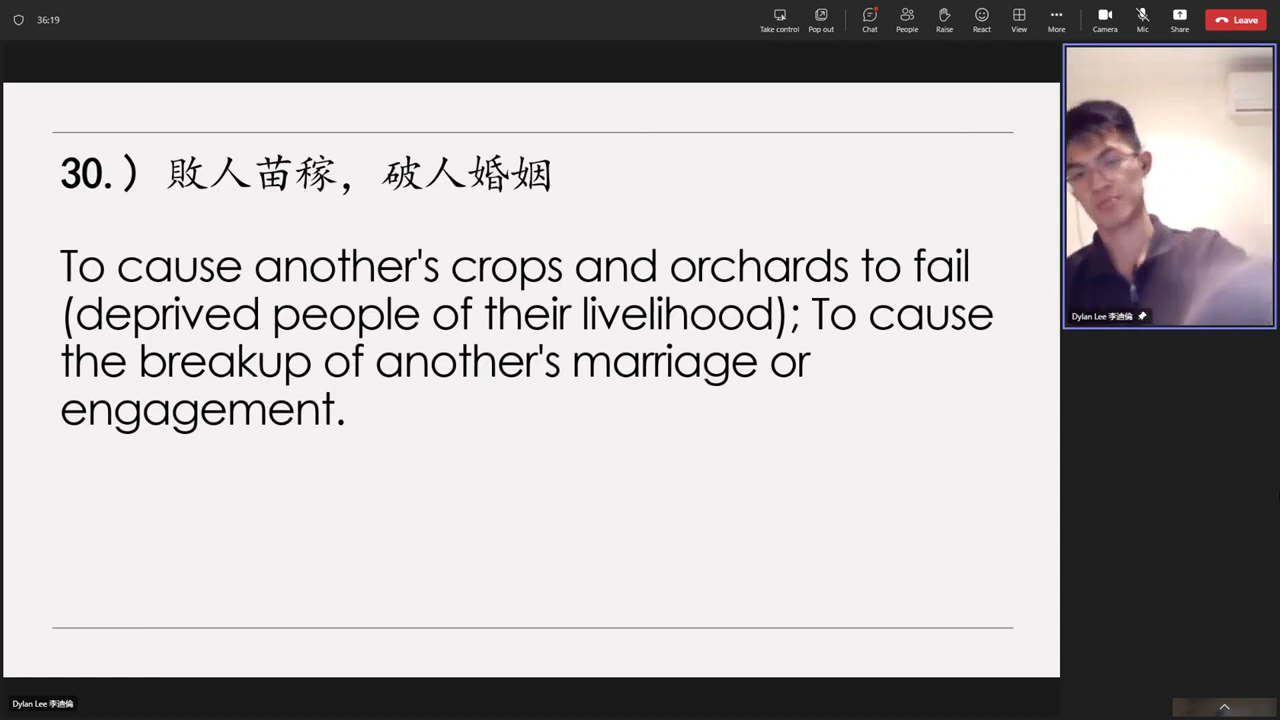 36:19
Take control
Pop out
Chat
People
Raise
React
View
More
Camera
Mic
Share
Leave
30.）敗人苗稼，破人婚姻
To cause another's crops and orchards to fail
(deprived people of their livelihood); To cause
the breakup of another's marriage or
engagement.
Dylan Lee 李迪倫
Dylan Lee 李迪倫